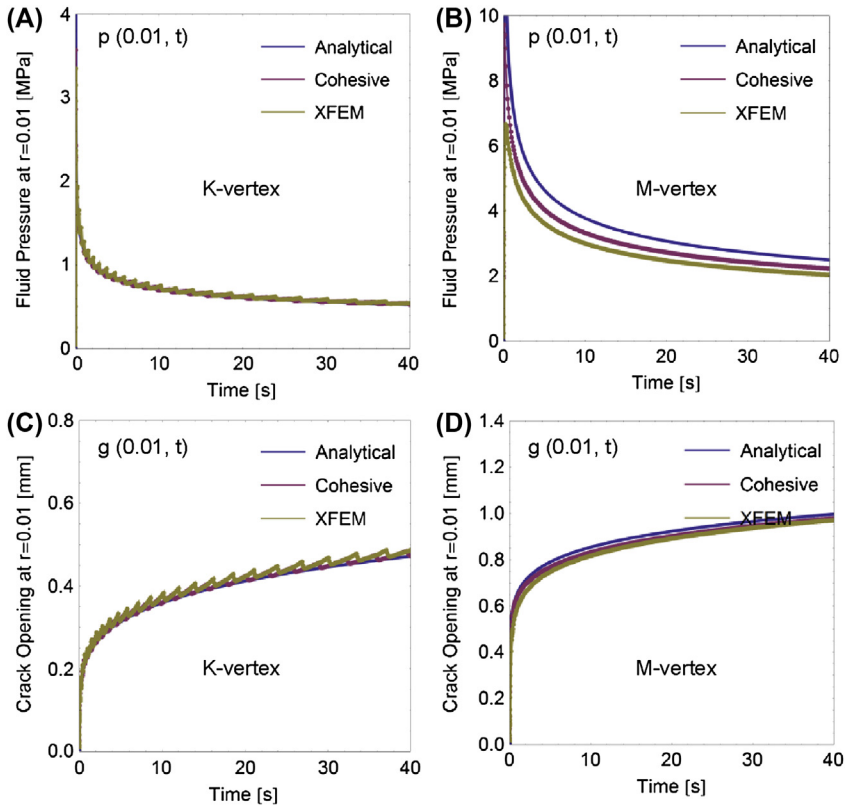 (A)
4
3
2
1
0
Fluid Pressure at r=0.01 [MPa]
p (0.01, t)
Analytical
Cohesive
XFEM
K-vertex
0 10 20 30 40
Time [s]
(B)
10
8
6
4
2
0
Fluid Pressure at r=0.01 [MPa]
p (0.01, t)
Analytical
Cohesive
XFEM
M-vertex
0 10 20 30 40
Time [s]
(C)
0.8
0.6
0.4
0.2
0.0
Crack Opening at r=0.01 [mm]
g (0.01, t)
Analytical
Cohesive
XFEM
K-vertex
0 10 20 30 40
Time [s]
(D)
1.4
1.2
1.0
0.8
0.6
0.4
0.2
0.0
Crack Opening at r=0.01 [mm]
g (0.01, t)
Analytical
Cohesive
XFEM
M-vertex
0 10 20 30 40
Time [s]